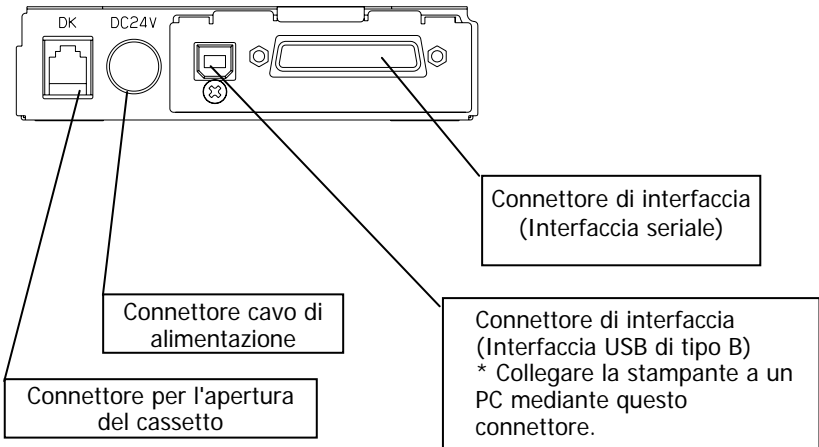 DK DC24V
Connettore di interfaccia
(Interfaccia seriale)
Connettore cavo di
alimentazione
Connettore di interfaccia
(Interfaccia USB di tipo B)
* Collegare la stampante a un
PC mediante questo
connettore.
Connettore per l'apertura
del cassetto